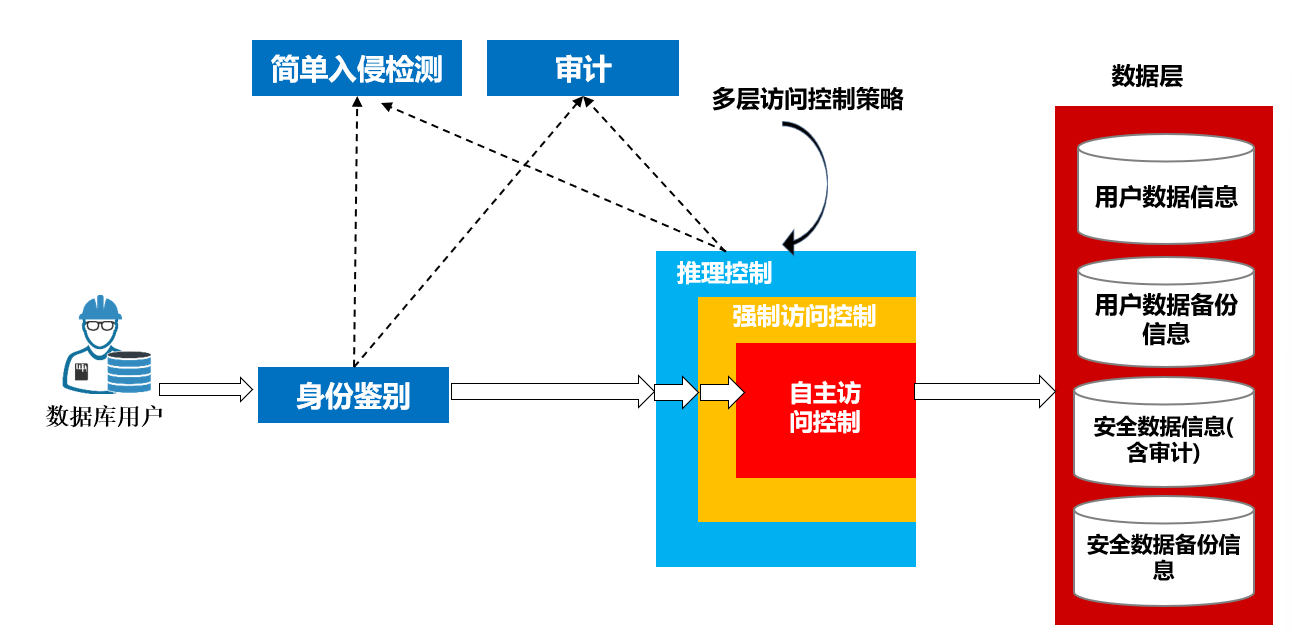 简单入侵检测
审计
多层访问控制策略
数据层
用户数据信息
推理控制
用户数据备份
信息
强制访问控制
身份鉴别
自主访
问控制
数据库用户
安全数据信息(
含审计)
安全数据备份信
息